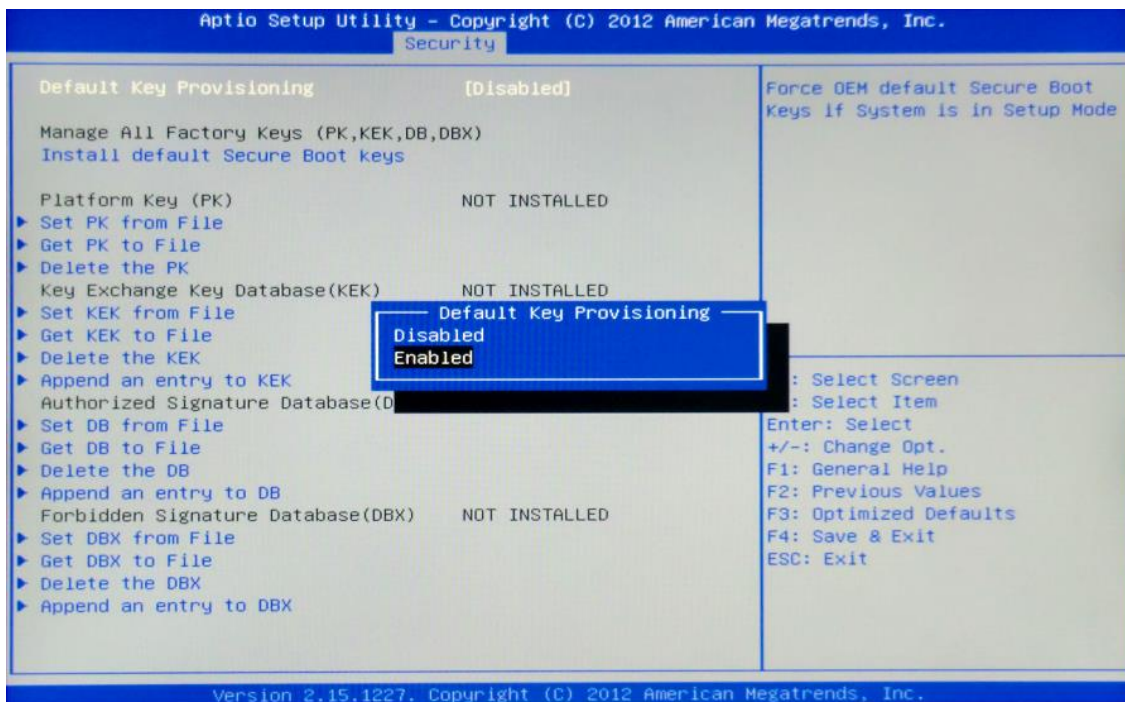 Aptio Setup Utility – Copyright (C) 2012 American Megatrends, Inc.
Security
Default Key Provisioning [Disabled]
Manage All Factory Keys (PK,KEK,DB,DBX)
Install default Secure Boot keys
Platform Key (PK) NOT INSTALLED
Set PK from File
Get PK to File
Delete the PK
Key Exchange Key Database(KEK) NOT INSTALLED
Set KEK from File
Get KEK to File
Delete the KEK
Append an entry to KEK
Authorized Signature Database(D
Set DB from File
Get DB to File
Delete the DB
Append an entry to DB
Forbidden Signature Database(DBX) NOT INSTALLED
Set DBX from File
Get DBX to File
Delete the DBX
Append an entry to DBX
Default Key Provisioning
Disabled
Enabled
Force OEM default Secure Boot
Keys if System is in Setup Mode
: Select Screen
: Select Item
Enter: Select
+/-: Change Opt.
F1: General Help
F2: Previous Values
F3: Optimized Defaults
F4: Save & Exit
ESC: Exit
Version 2.15.1227. Copyright (C) 2012 American Megatrends, Inc.